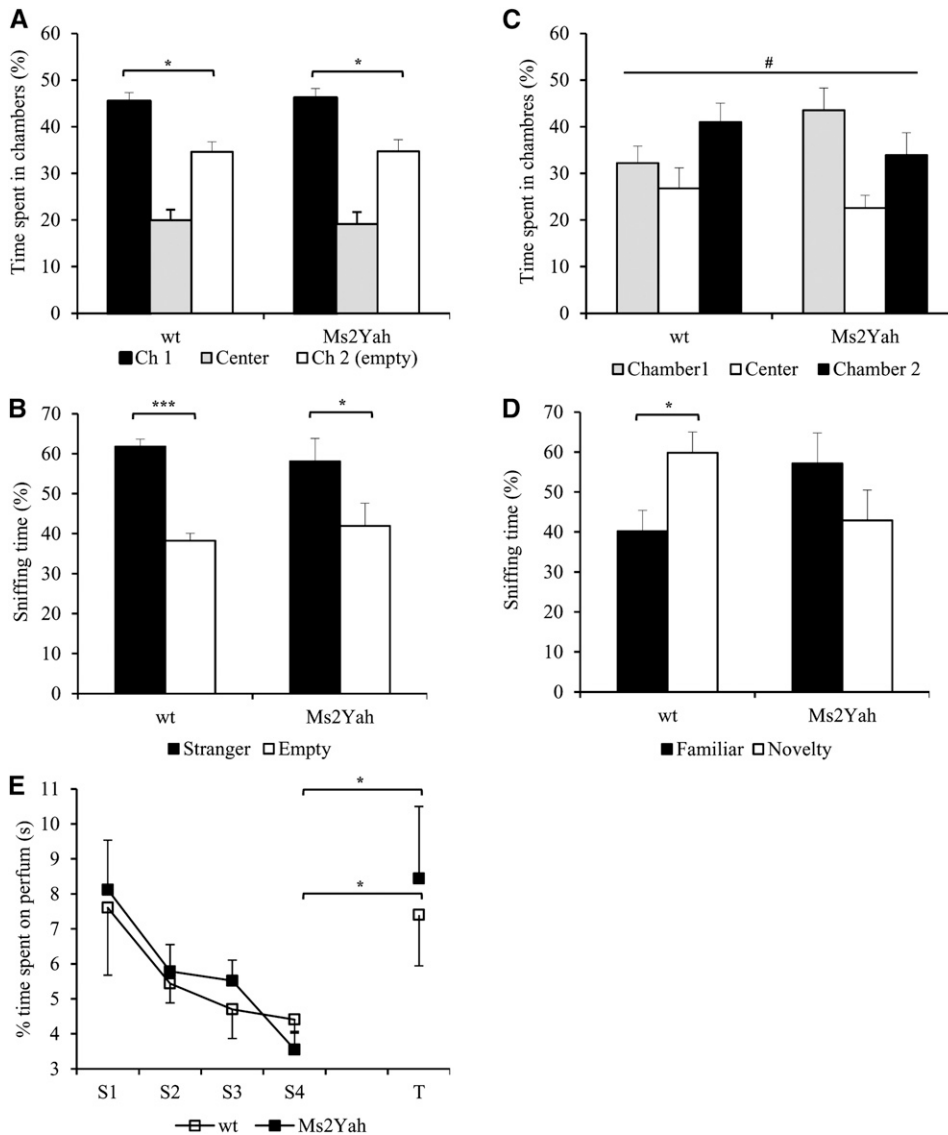 A
Time spent in chambers (%)
60
50
40
30
20
10
0
*
*
wt
Ms2Yah
Ch 1
Center
Ch 2 (empty)
C
Time spent in chambres (%)
60
50
40
30
20
10
0
#
wt
Ms2Yah
Chamber1
Center
Chamber 2
B
Sniffing time (%)
70
60
50
40
30
20
10
0
***
*
wt
Ms2Yah
Stranger
Empty
D
Sniffing time (%)
70
60
50
40
30
20
10
0
*
wt
Ms2Yah
Familiar
Novelty
E
% time spent on perfum (s)
11
10
9
8
7
6
5
4
3
*
*
S1
S2
S3
S4
T
wt
Ms2Yah